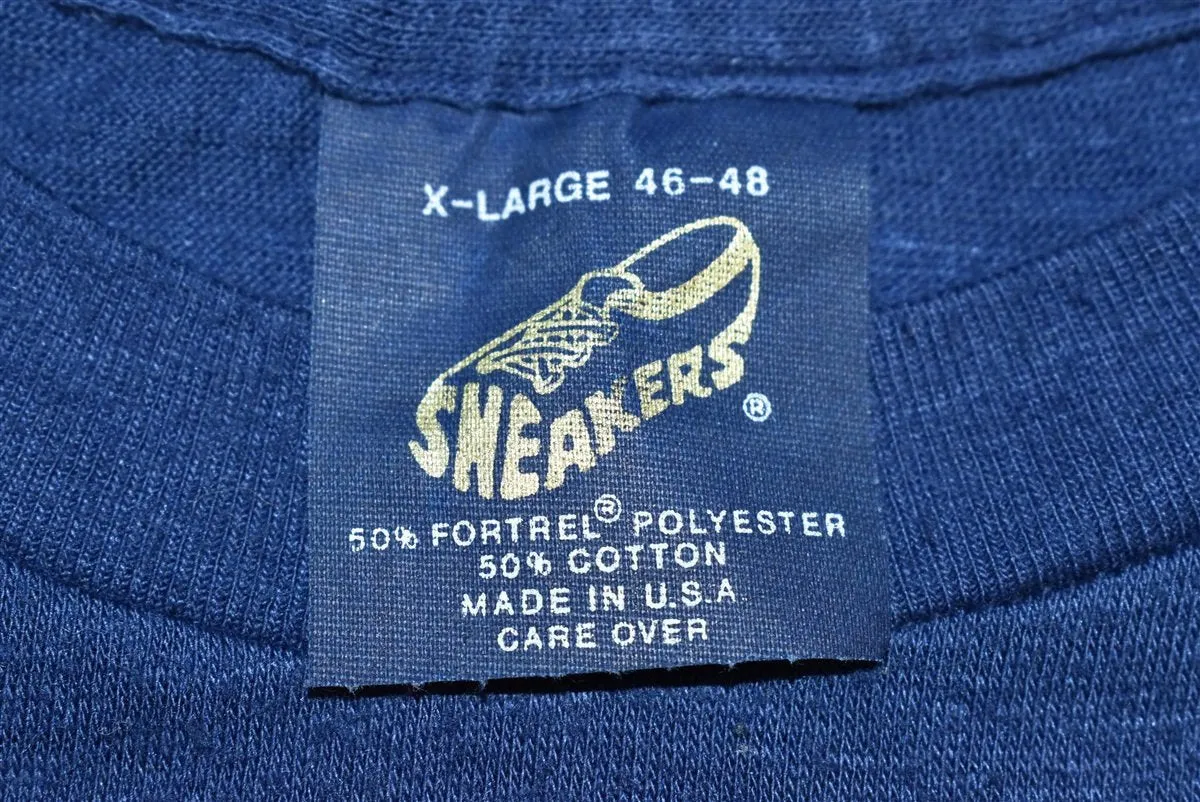 X-LARGE 46-48
SNEAKERS®
50% FORTREL® POLYESTER
50% COTTON
MADE IN U.S.A.
CARE OVER